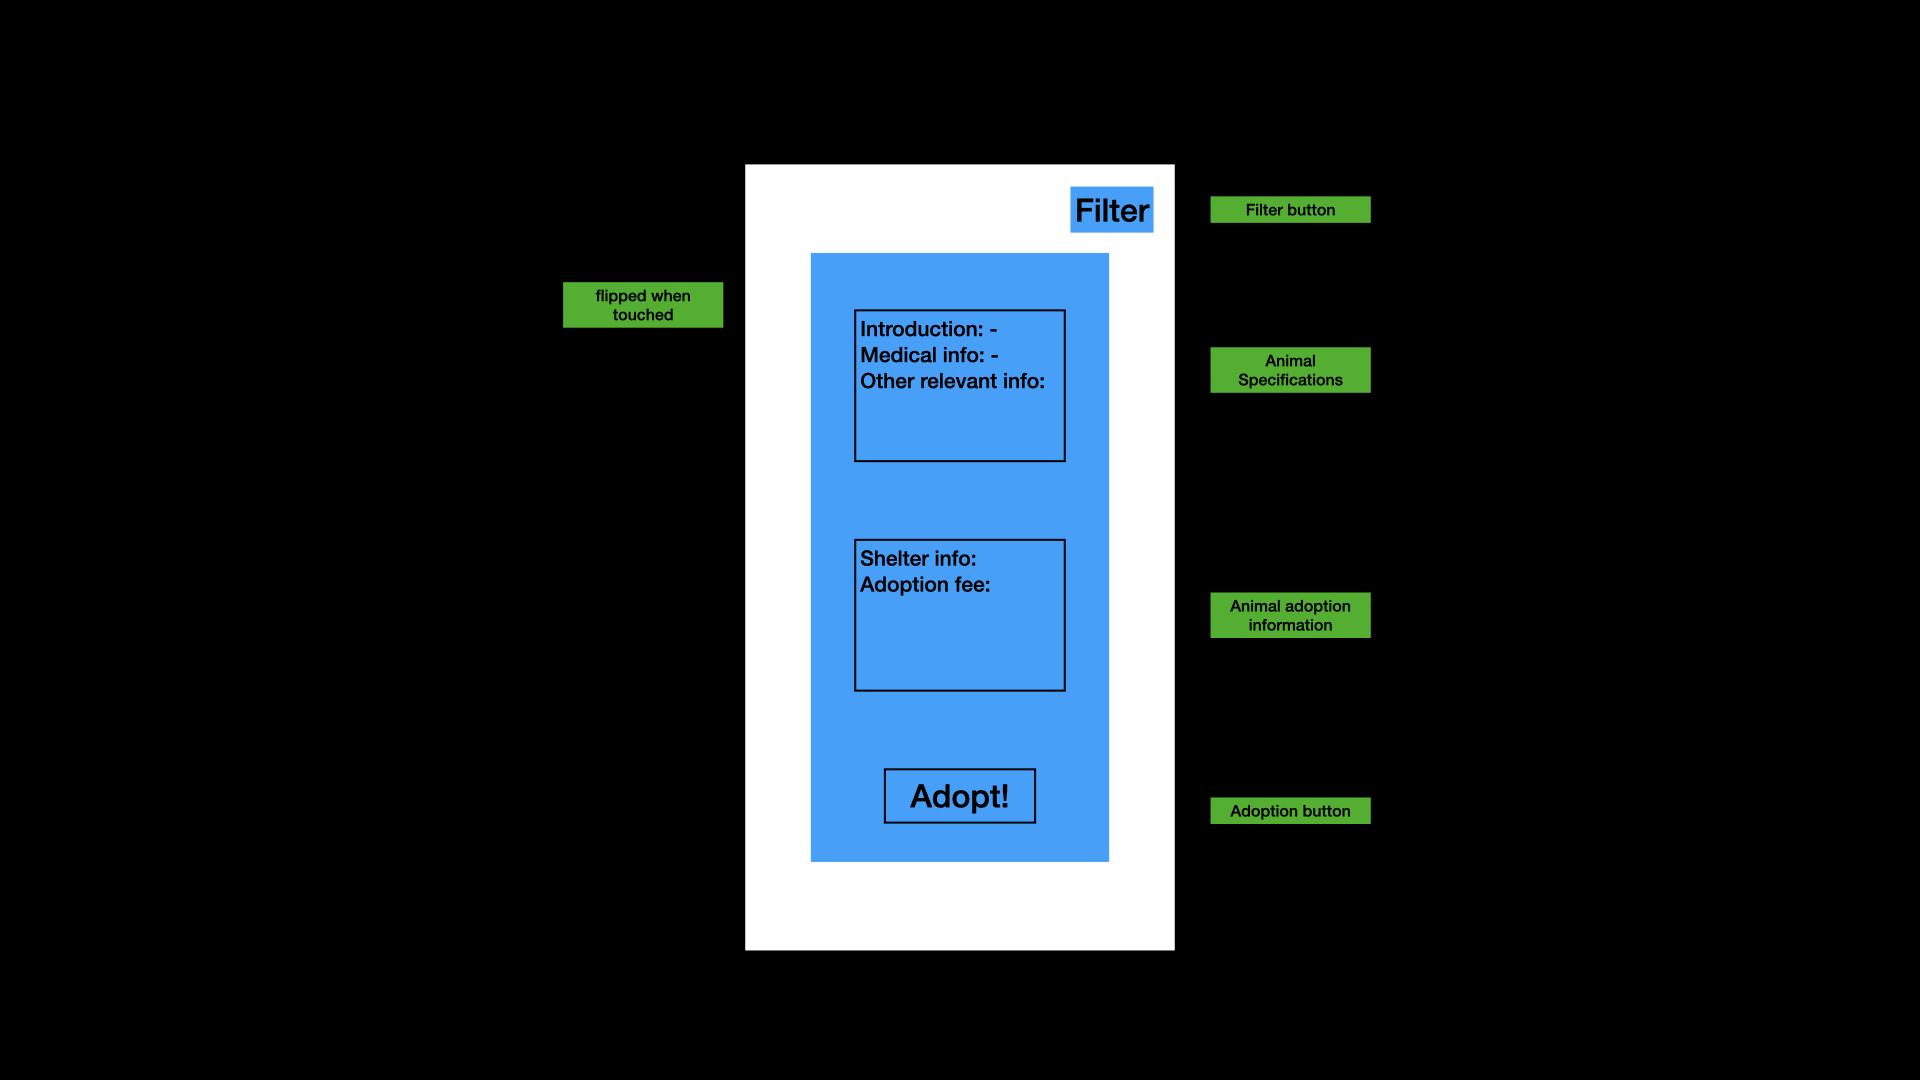 Filter
Filter button
flipped when
touched
Introduction: -
Medical info: -
Other relevant info:
Animal
Specifications
Shelter info:
Adoption fee:
Animal adoption
information
Adopt!
Adoption button